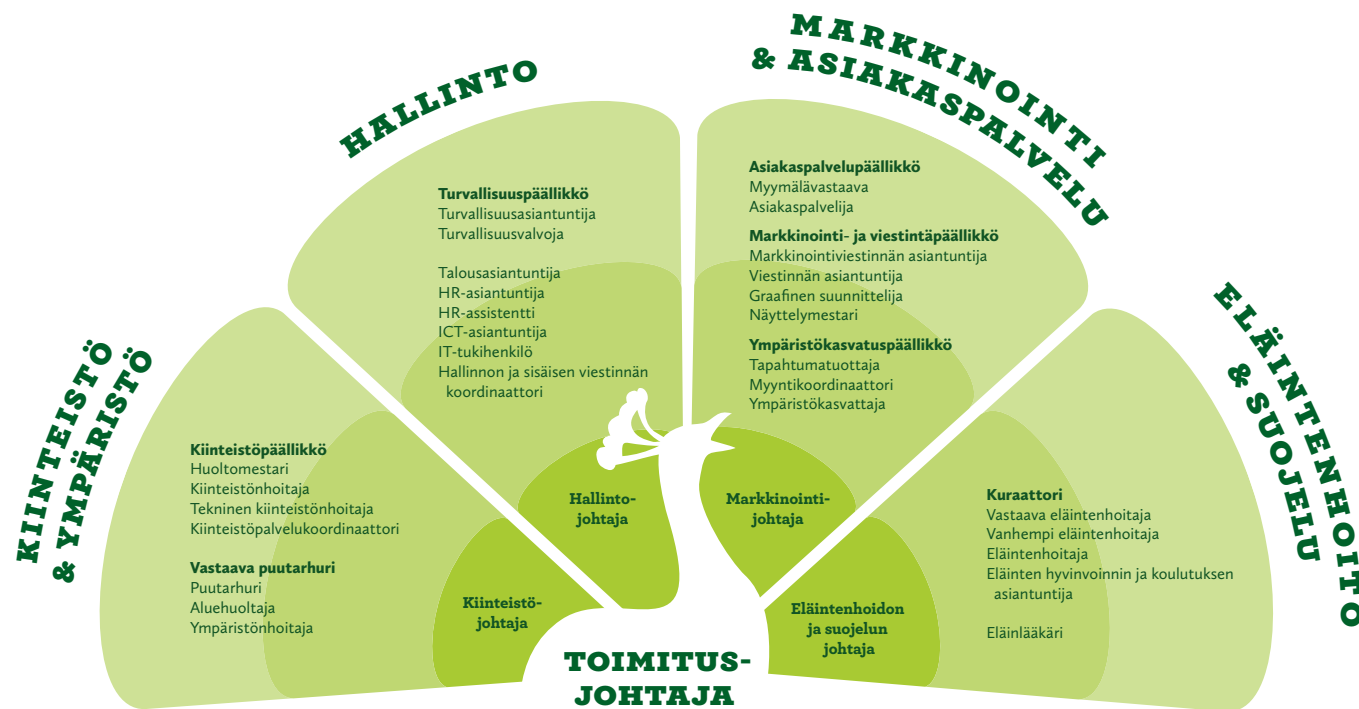 KIINTEISTÖ
& YMPÄRISTÖ
Kiinteistöpäällikkö
Huoltomestari
Kiinteistönhoitaja
Tekninen kiinteistönhoitaja
Kiinteistöpalvelukoordinaattori
Vastaava puutarhuri
Puutarhuri
Aluehuoltaja
Ympäristönhoitaja
Kiinteistö-
johtaja
HALLINTO
Turvallisuuspäällikkö
Turvallisuusasiantuntija
Turvallisuusvalvoja
Talousasiantuntija
HR-asiantuntija
HR-assistentti
ICT-asiantuntija
IT-tukihenkilö
Hallinnon ja sisäisen viestinnän
koordinaattori
Hallinto-
johtaja
MARKKINOINTI
& ASIAKASPALVELU
Asiakaspalvelupäällikkö
Myymälävastaava
Asiakaspalvelija
Markkinointi- ja viestintäpäällikkö
Markkinointiviestinnän asiantuntija
Viestinnän asiantuntija
Graafinen suunnittelija
Näyttelymestari
Ympäristökasvatuspäällikkö
Tapahtumatuottaja
Myyntikoordinaattori
Ympäristökasvattaja
Markkinointi-
johtaja
ELÄINTENHOITO
& SUOJELU
Kuraattori
Vastaava eläintenhoitaja
Vanhempi eläintenhoitaja
Eläintenhoitaja
Eläinten hyvinvoinnin ja koulutuksen
asiantuntija
Eläinlääkäri
Eläintenhoidon
ja suojelun
johtaja
TOIMITUS-
JOHTAJA